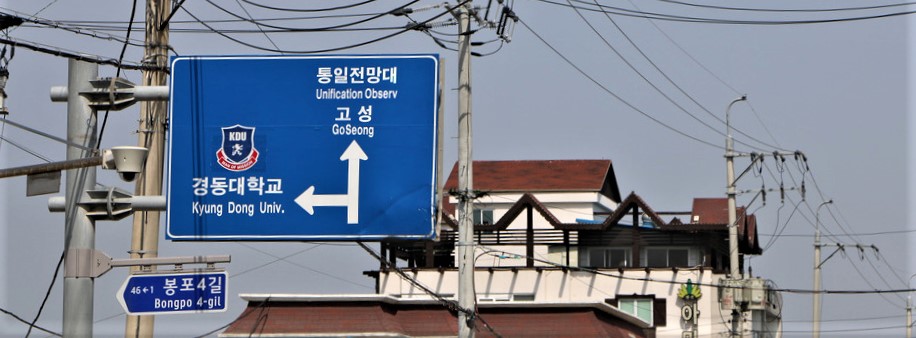 통일전망대
Unification Observ
고성
GoSeong
KDU
경동대학교
Kyung Dong Univ.
46←1 봉포4길
Bongpo 4-gil